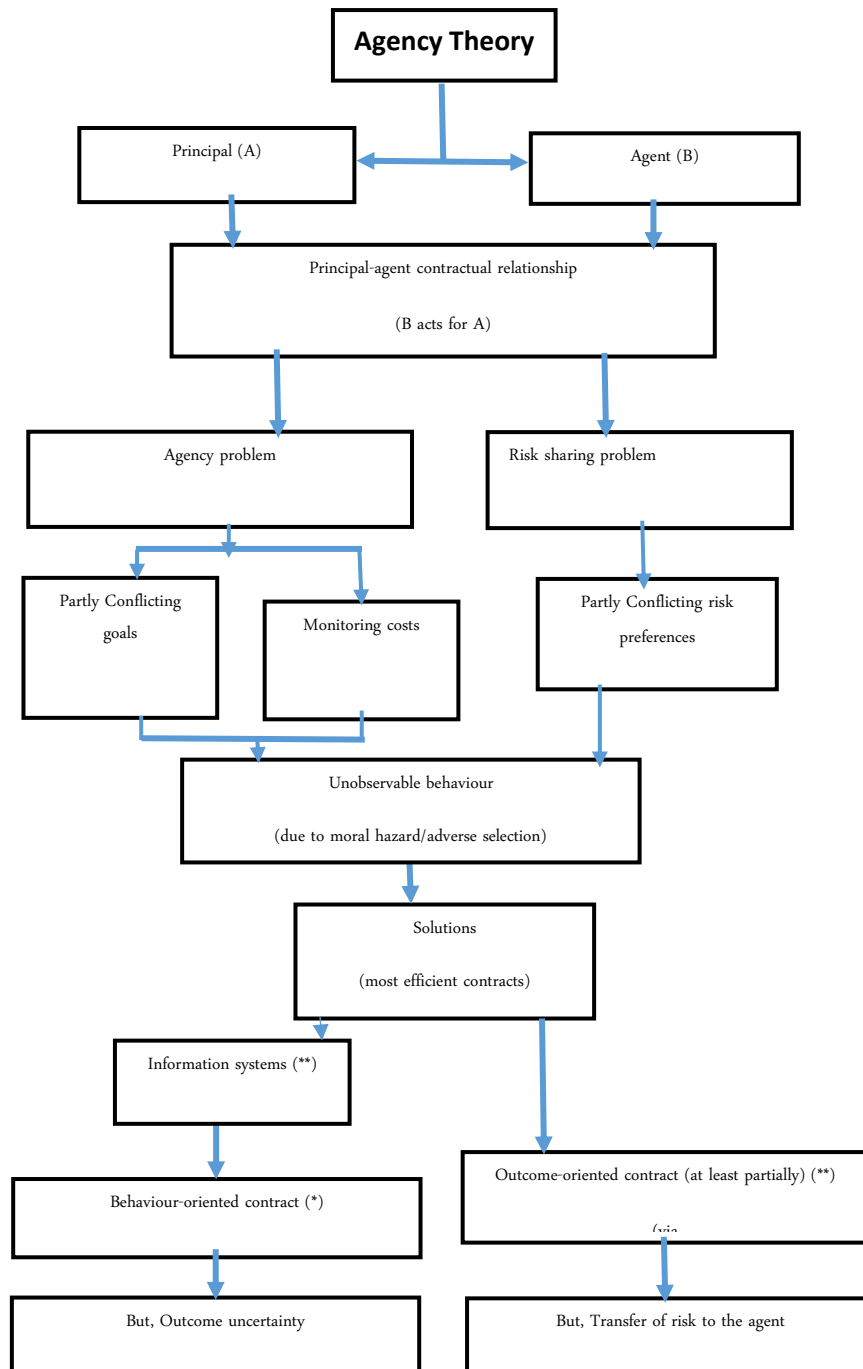 Agency Theory
Principal (A)
Agent (B)
Principal-agent contractual relationship
(B acts for A)
Agency problem
Risk sharing problem
Partly Conflicting
goals
Monitoring costs
Partly Conflicting risk
preferences
Unobservable behaviour
(due to moral hazard/adverse selection)
Solutions
(most efficient contracts)
Information systems (**)
Outcome-oriented contract (at least partially) (**)
(via
Behaviour-oriented contract (*)
But, Outcome uncertainty
But, Transfer of risk to the agent